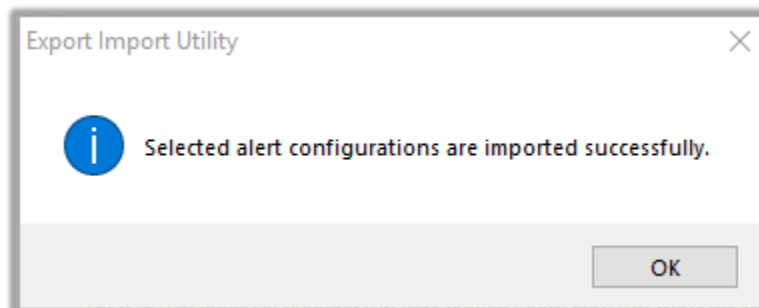 Export Import Utility
Selected alert configurations are imported successfully.
OK